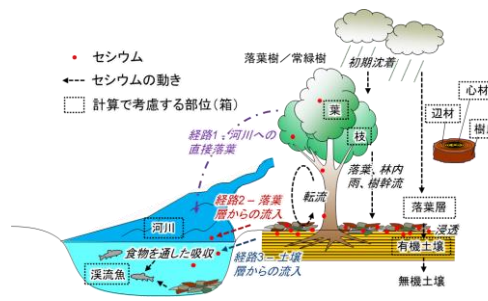 セシウム
セシウムの動き
計算で考慮する部位(箱)
落葉樹／常緑樹
初期沈着
葉
枝
心材
辺材
経路1：河川への
直接落葉
落葉、林内
雨、樹幹流
転流
経路2－落葉
層からの流入
落葉層
浸透
有機土壌
無機土壌
河川
食物を通した吸収
渓流魚
経路3－土壌
層からの流入